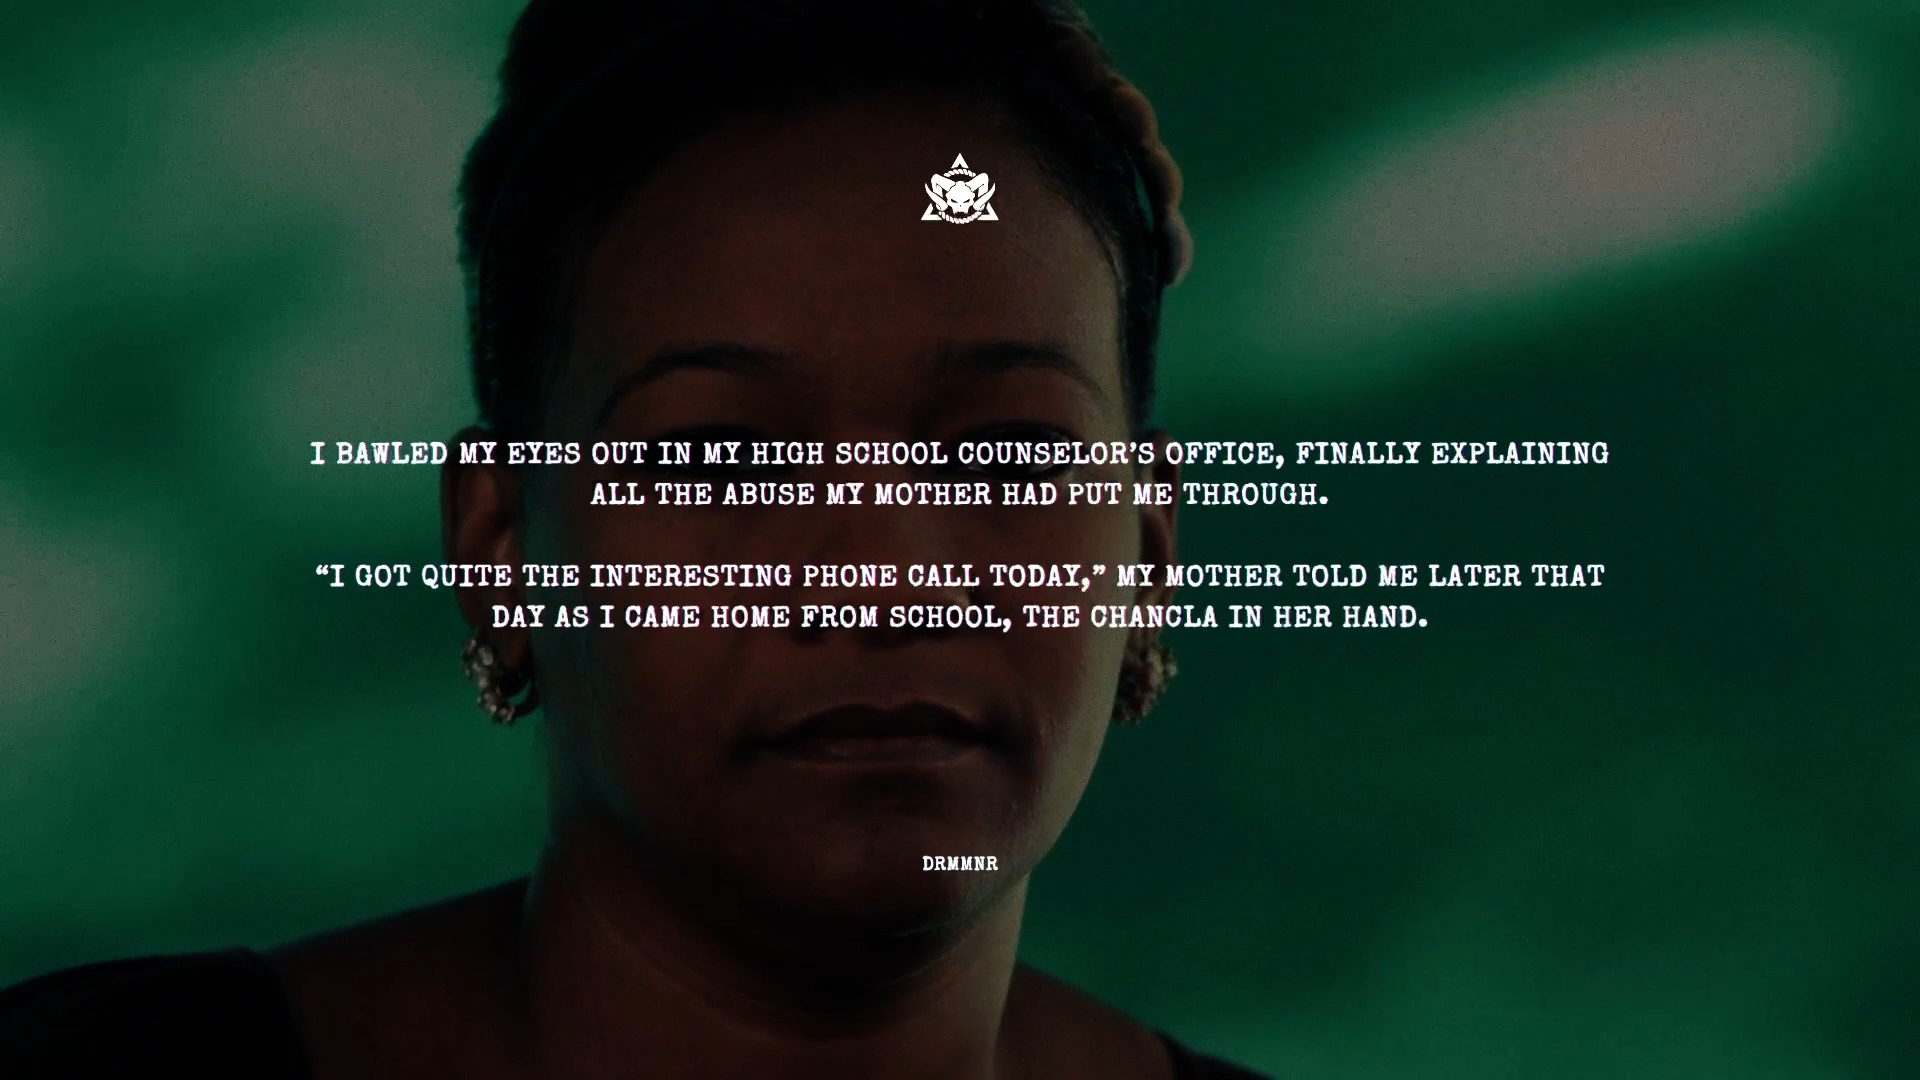 I BAWLED MY EYES OUT IN MY HIGH SCHOOL COUNSELOR’S OFFICE, FINALLY EXPLAINING
ALL THE ABUSE MY MOTHER HAD PUT ME THROUGH.
“I GOT QUITE THE INTERESTING PHONE CALL TODAY,” MY MOTHER TOLD ME LATER THAT
DAY AS I CAME HOME FROM SCHOOL, THE CHANCLA IN HER HAND.
DRMMNR